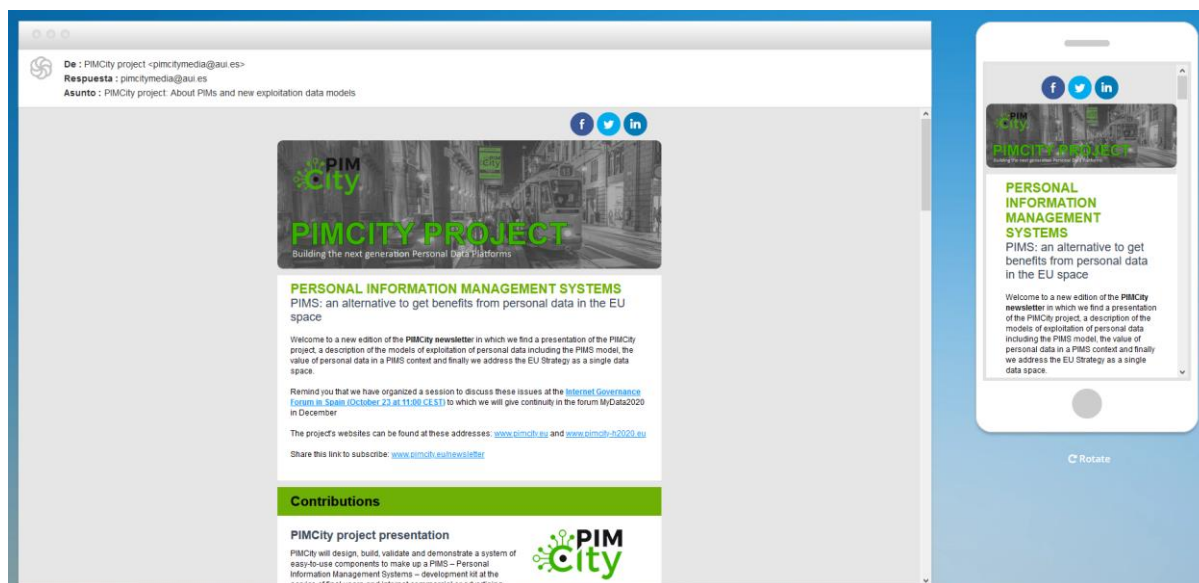 De : PIMCity project <pimcitymedia@aui.es>
Respuesta : pimcitymedia@aui.es
Asunto : PIMCity project: About PIMs and new exploitation data models
f
in
PIM
City
PIMCITY PROJECT
Building the next generation Personal Data Platforms
PERSONAL INFORMATION MANAGEMENT SYSTEMS
PIMS: an alternative to get benefits from personal data in the EU
space
Welcome to a new edition of the PIMCity newsletter in which we find a presentation of the PIMCity
project, a description of the models of exploitation of personal data including the PIMS model, the
value of personal data in a PIMS context and finally we address the EU Strategy as a single data
space.
Remind you that we have organized a session to discuss these issues at the Internet Governance
Forum in Spain (October 23 at 11:00 CEST) to which we will give continuity in the forum MyData2020
in December
The project's websites can be found at these addresses: www.pimcity.eu and www.pimcity-h2020.eu
Share this link to subscribe: www.pimcity.eu/newsletter
Contributions
PIMCity project presentation
PIMCity will design, build, validate and demonstrate a system of
easy-to-use components to make up a PIMS – Personal
Information Management Systems – development kit at the
PIM
City
f
in
PIM
City
PIMCITY PROJECT
Building the next generation Personal Data Platforms
PERSONAL
INFORMATION
MANAGEMENT
SYSTEMS
PIMS: an alternative to get
benefits from personal data
in the EU space
Welcome to a new edition of the PIMCity
newsletter in which we find a presentation
of the PIMCity project, a description of the
models of exploitation of personal data
including the PIMS model, the value of
personal data in a PIMS context and finally
we address the EU Strategy as a single
data space.
Rotate